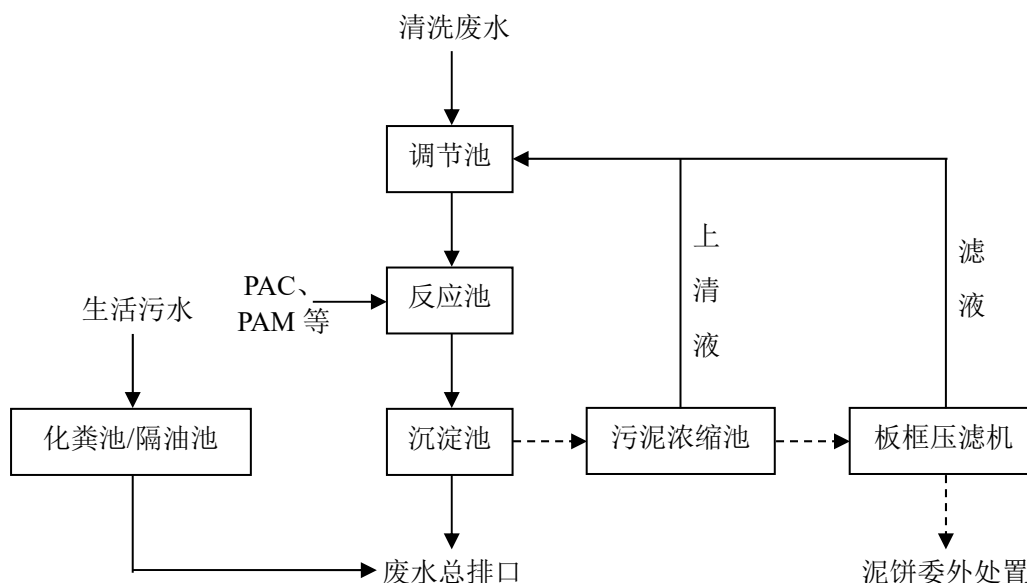 清洗废水
调节池
上清液
滤液
PAC、
PAM 等
反应池
生活污水
化粪池/隔油池
沉淀池
污泥浓缩池
板框压滤机
废水总排口
泥饼委外处置